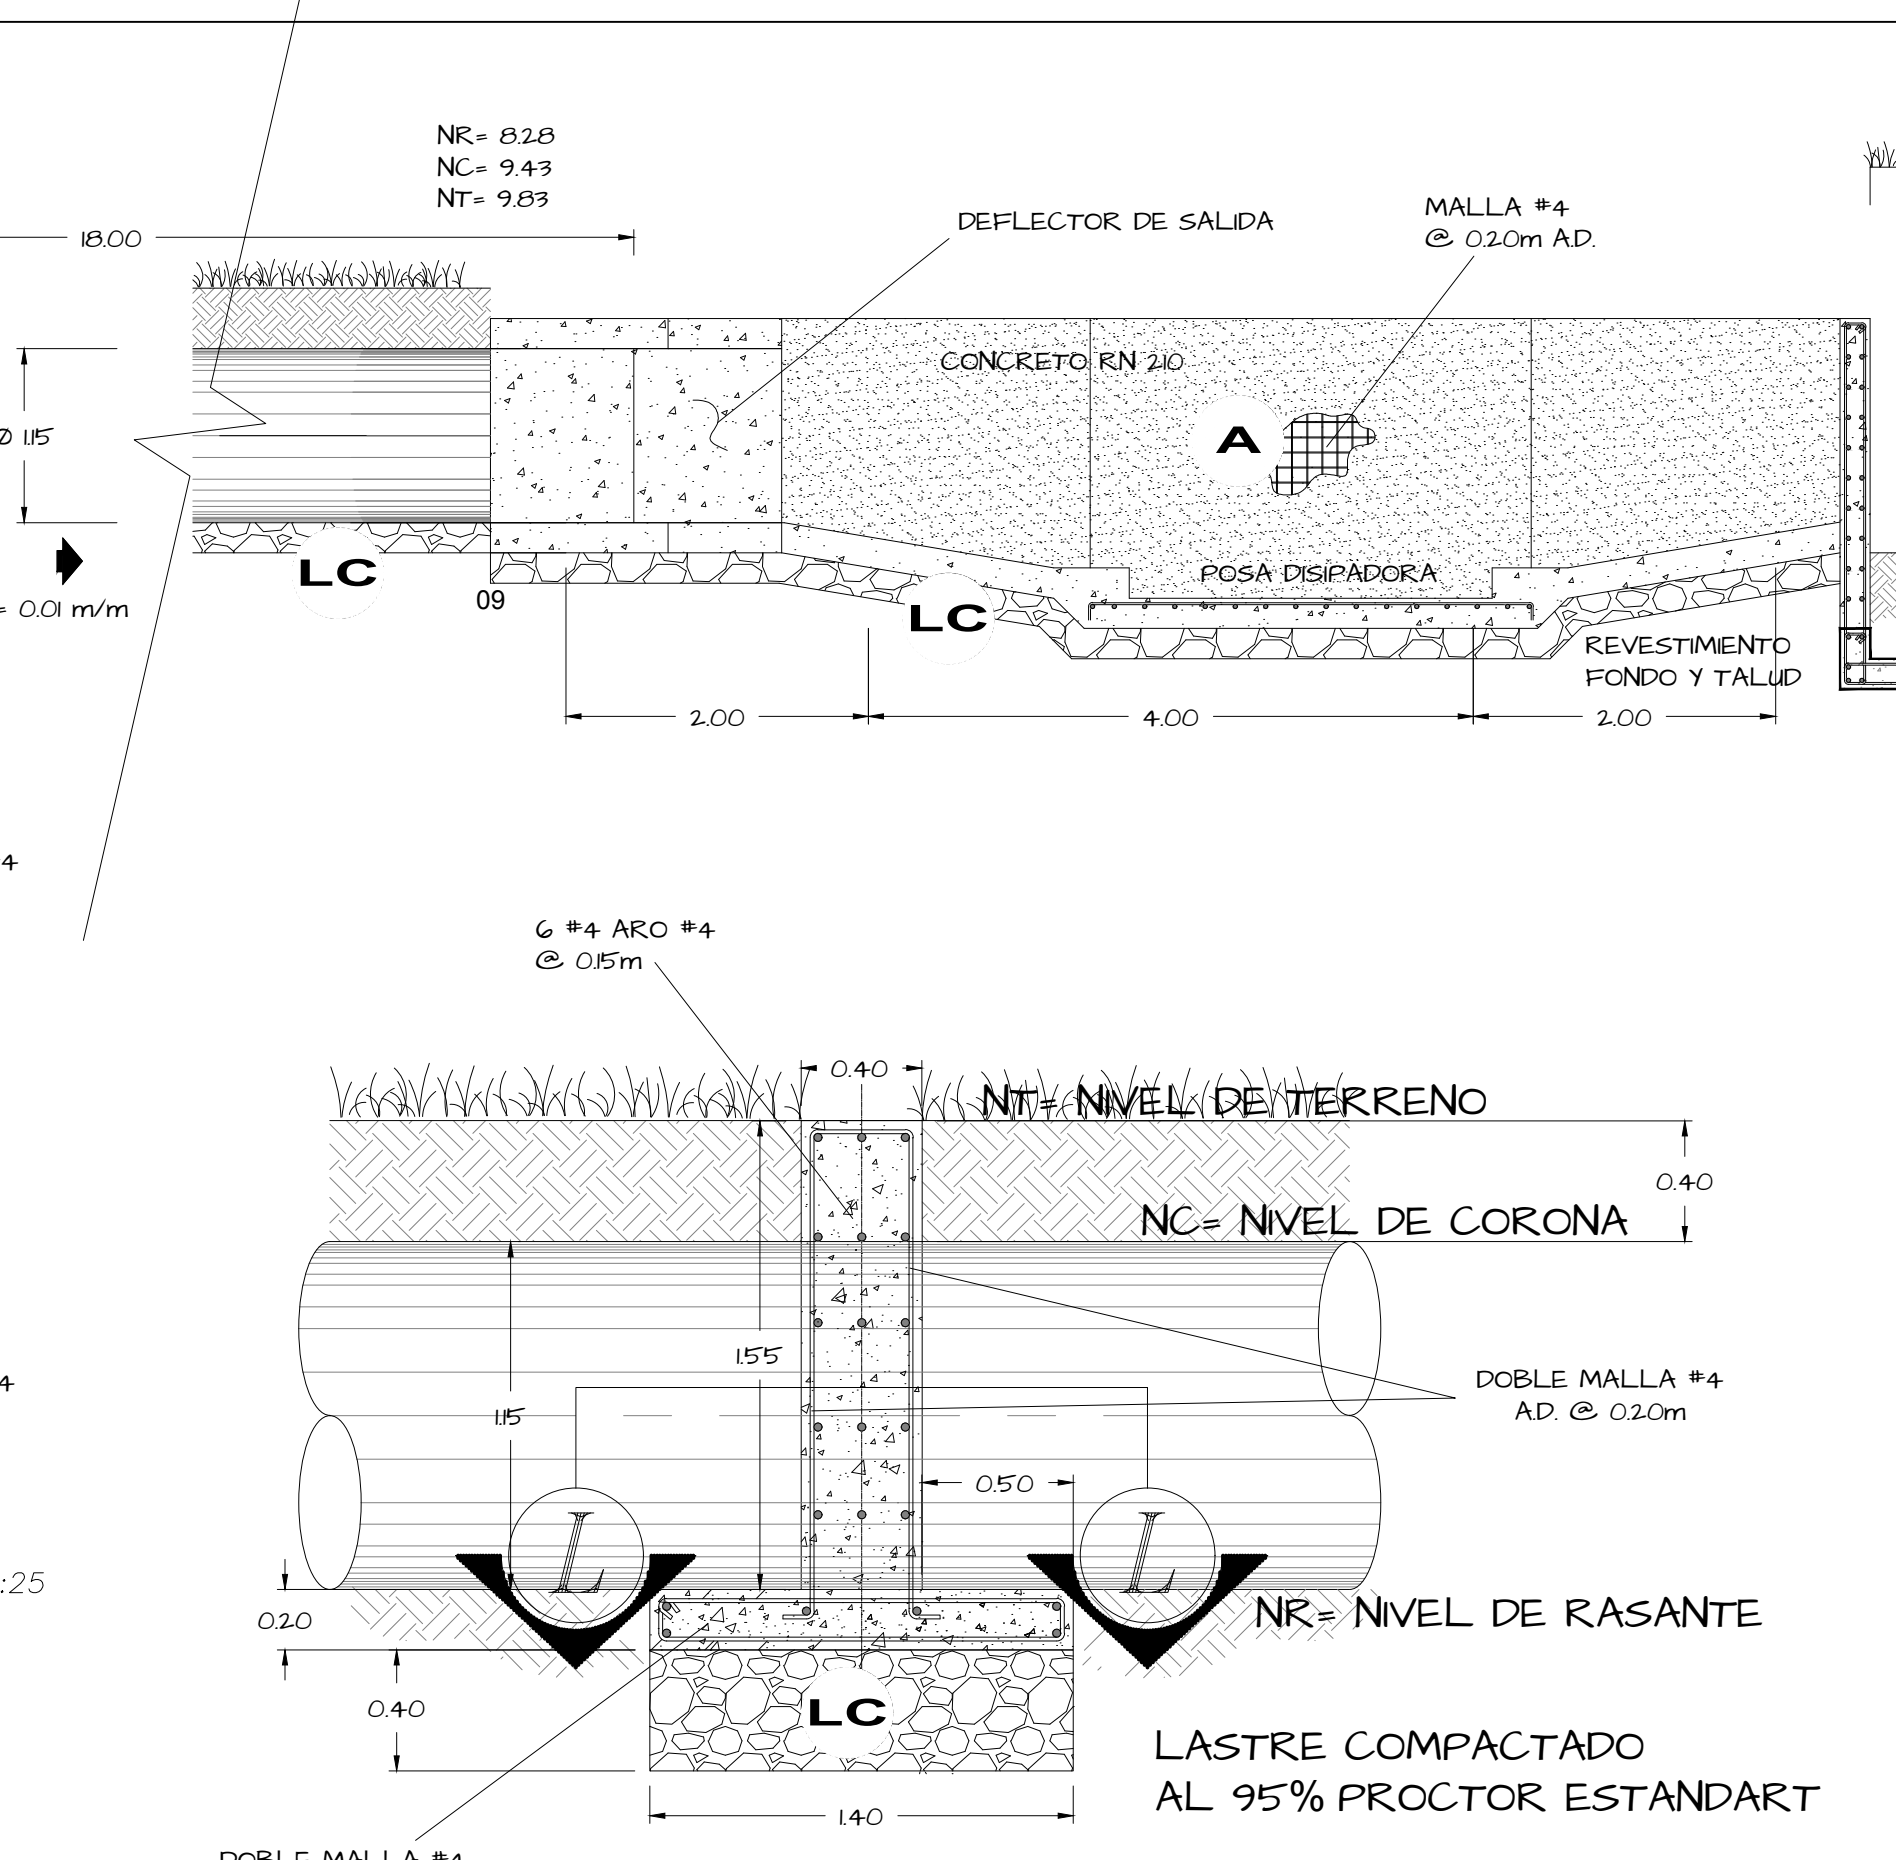 NR= 8.28
NC= 9.43
NT= 9.83
18.00
DEFLECTOR DE SALIDA
MALLA #4
@ 0.20m A.D.
CONCRETO RN 210
Ø 1.15
A
LC
= 0.01 m/m
09
LC
POSA DISIPADORA
REVESTIMIENTO
FONDO Y TALUD
2.00
4.00
2.00
4
6 #4 ARO #4
@ 0.15m
0.40
NT= NIVEL DE TERRENO
0.40
NC= NIVEL DE CORONA
1.55
1.15
DOBLE MALLA #4
A.D. @ 0.20m
4
0.50
L
L
:25
0.20
NR= NIVEL DE RASANTE
0.40
LC
LASTRE COMPACTADO
AL 95% PROCTOR ESTANDART
1.40
DOBLE MALLA #4